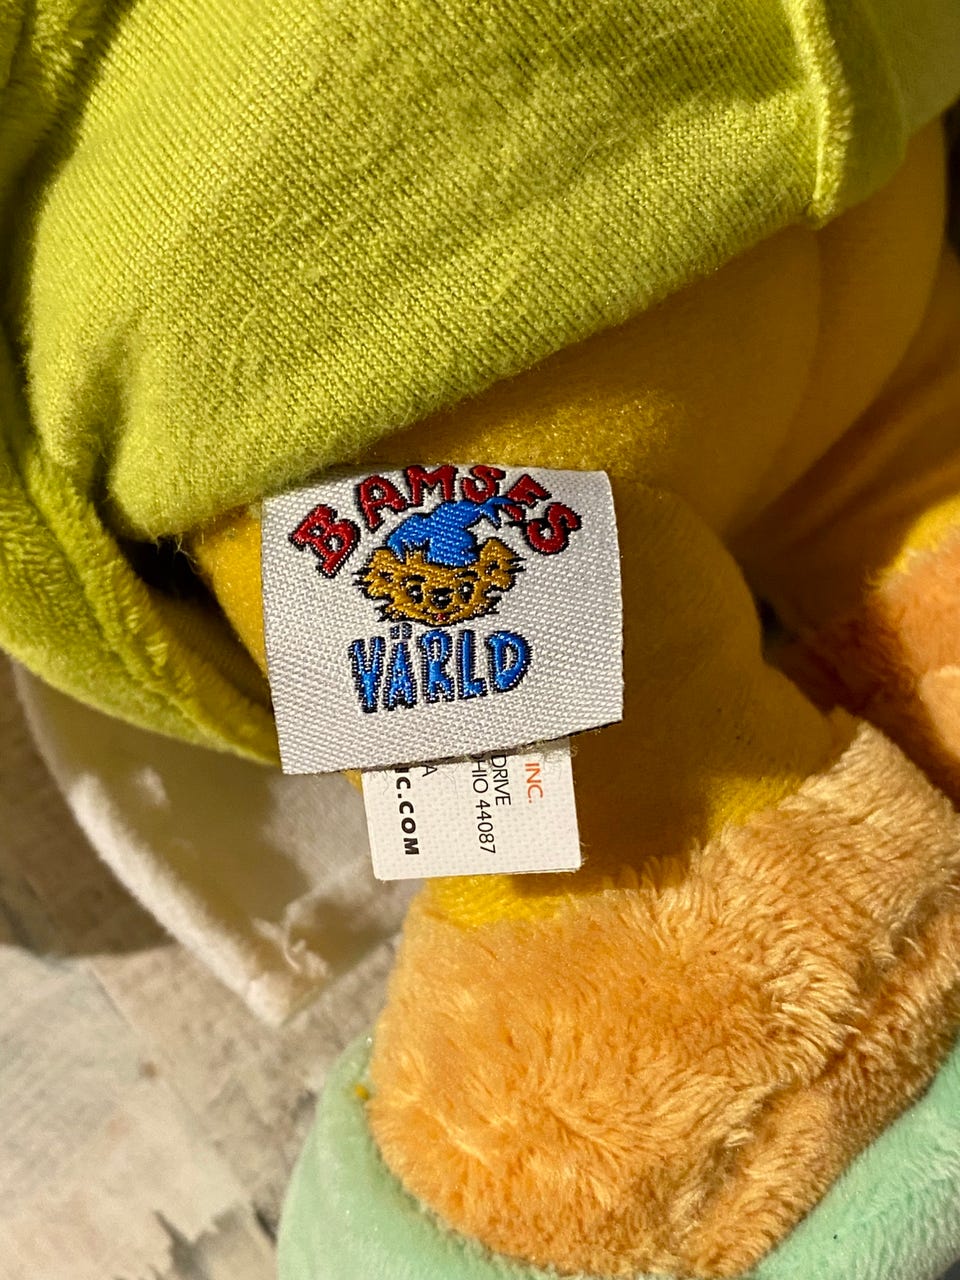 BAMSES
VÄRLD
INC.
DRIVE
HIO 44087
A
C.COM